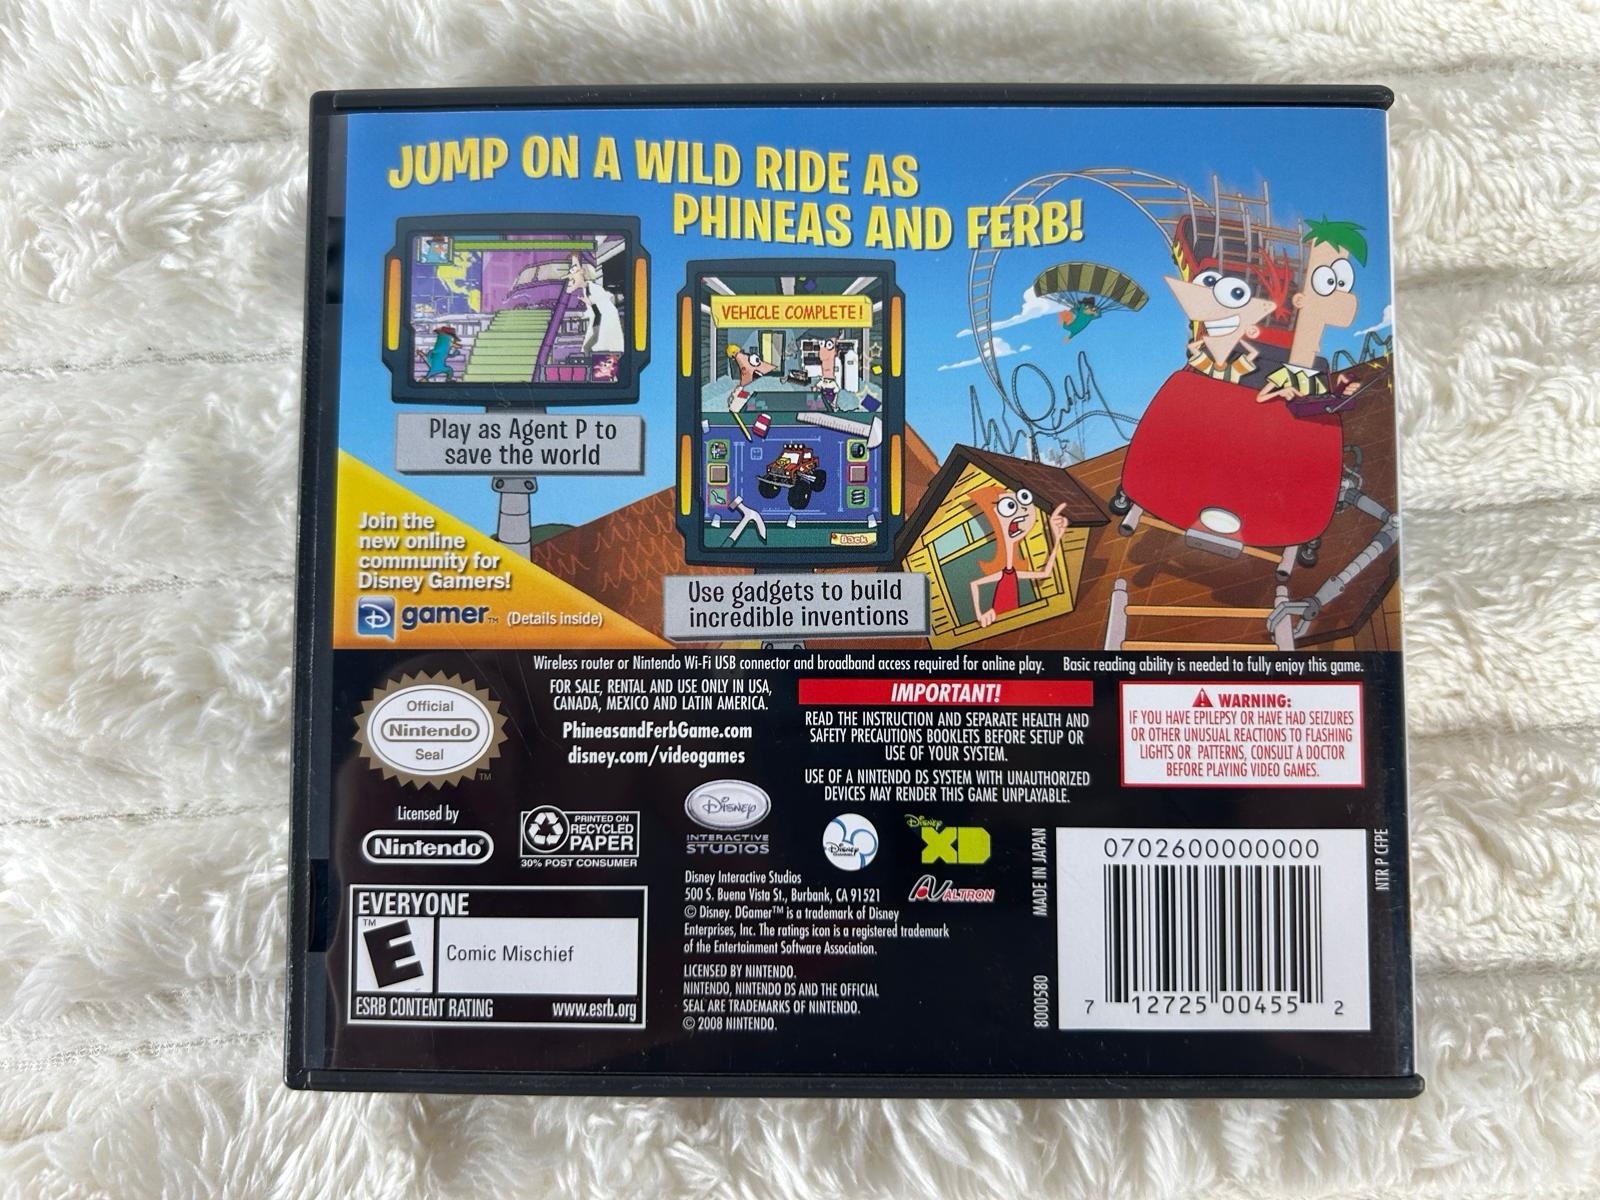 JUMP ON A WILD RIDE AS
PHINEAS AND FERB!
VEHICLE COMPLETE!
Back
Play as Agent P to
save the world
Use gadgets to build
incredible inventions
Join the
new online
community for
Disney Gamers!
D gamer™ (Details inside)
Wireless router or Nintendo Wi-Fi USB connector and broadband access required for online play. Basic reading ability is needed to fully enjoy this game.
Official
Nintendo
Seal
TM
FOR SALE, RENTAL AND USE ONLY IN USA,
CANADA, MEXICO AND LATIN AMERICA.
PhineasandFerbGame.com
disney.com/videogames
IMPORTANT!
READ THE INSTRUCTION AND SEPARATE HEALTH AND
SAFETY PRECAUTIONS BOOKLETS BEFORE SETUP OR
USE OF YOUR SYSTEM.
USE OF A NINTENDO DS SYSTEM WITH UNAUTHORIZED
DEVICES MAY RENDER THIS GAME UNPLAYABLE.
WARNING:
IF YOU HAVE EPILEPSY OR HAVE HAD SEIZURES
OR OTHER UNUSUAL REACTIONS TO FLASHING
LIGHTS OR PATTERNS, CONSULT A DOCTOR
BEFORE PLAYING VIDEO GAMES.
Licensed by
Nintendo®
PRINTED ON
RECYCLED
PAPER
30% POST CONSUMER
Disney
INTERACTIVE
STUDIOS
Disney
CHANNEL
Disney
XD
ALTRON
EVERYONE
TM
E
Comic Mischief
ESRB CONTENT RATING www.esrb.org
Disney Interactive Studios
500 S. Buena Vista St., Burbank, CA 91521
© Disney. DGamer™ is a trademark of Disney
Enterprises, Inc. The ratings icon is a registered trademark
of the Entertainment Software Association.
LICENSED BY NINTENDO.
NINTENDO, NINTENDO DS AND THE OFFICIAL
SEAL ARE TRADEMARKS OF NINTENDO.
© 2008 NINTENDO.
MADE IN JAPAN
8000580
0702600000000
7 12725 00455 2
NTR P CFPE